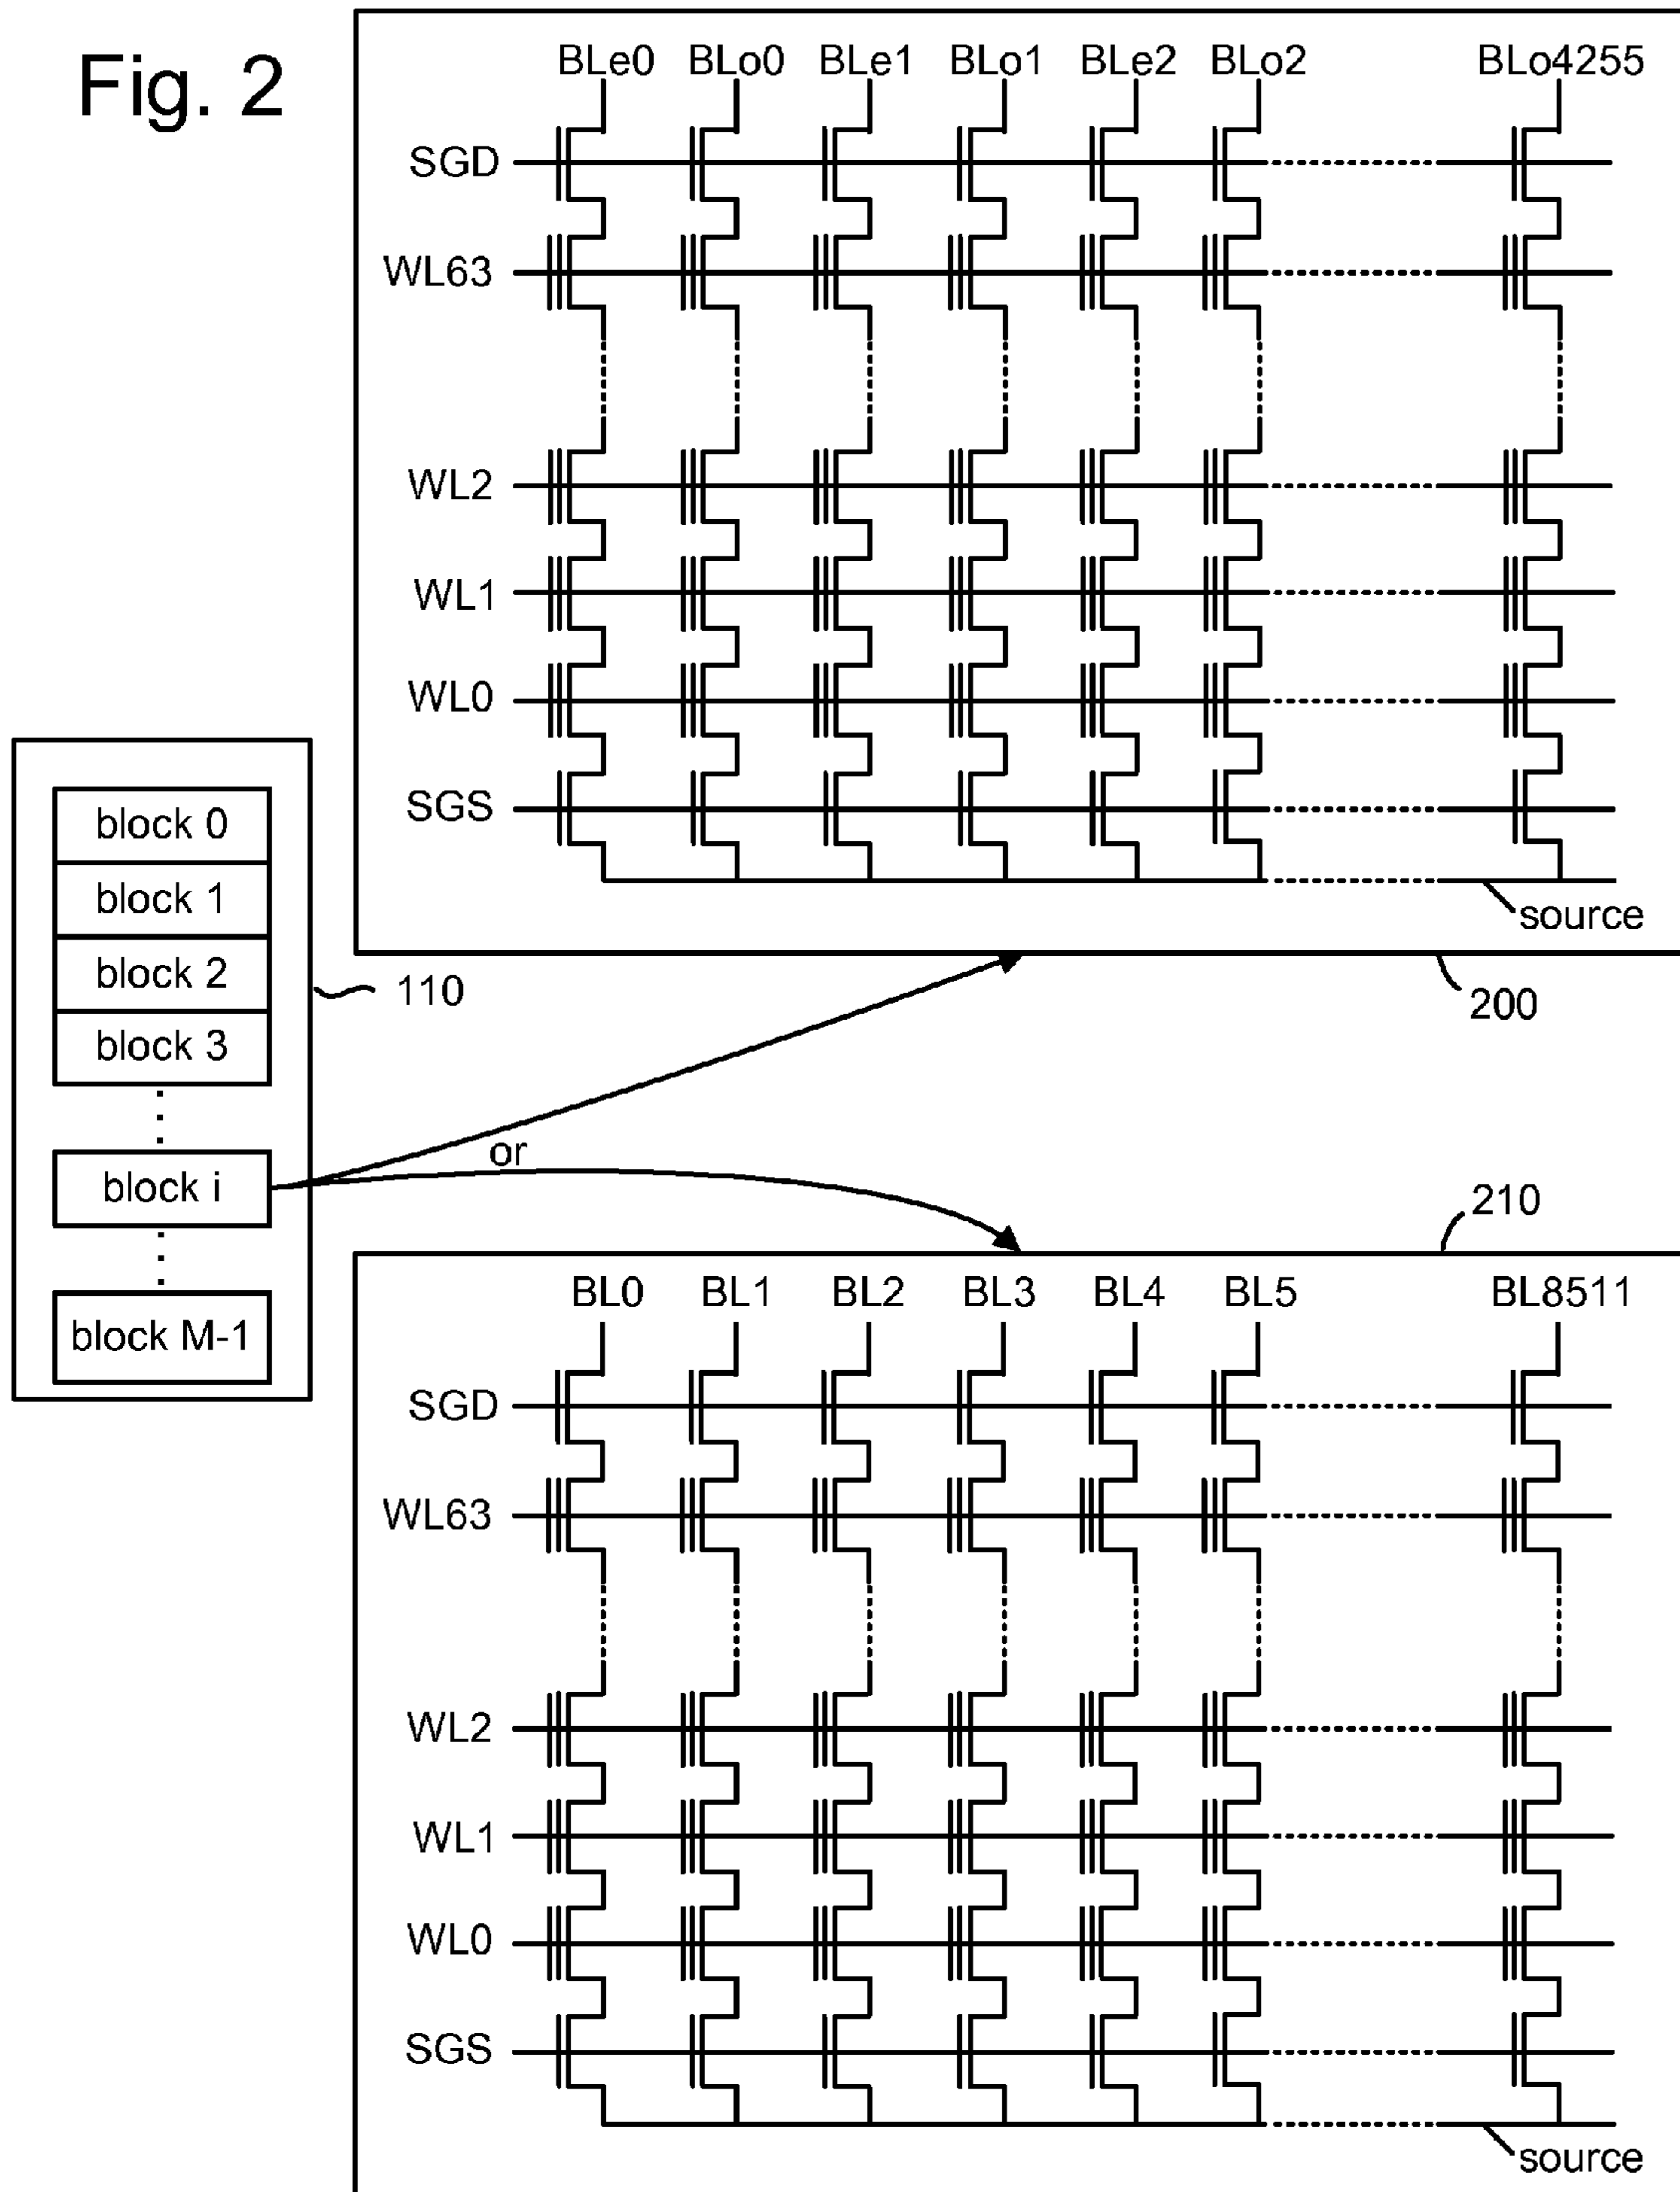 Fig. 2
BLe0 BLo0 BLe1 BLo1 BLe2 BLo2 BLo4255
SGD
WL63
WL2
WL1
WL0
SGS
source
200
block 0
block 1
block 2
block 3
block i
block M-1
110
or
210
BL0 BL1 BL2 BL3 BL4 BL5 BL8511
SGD
WL63
WL2
WL1
WL0
SGS
source